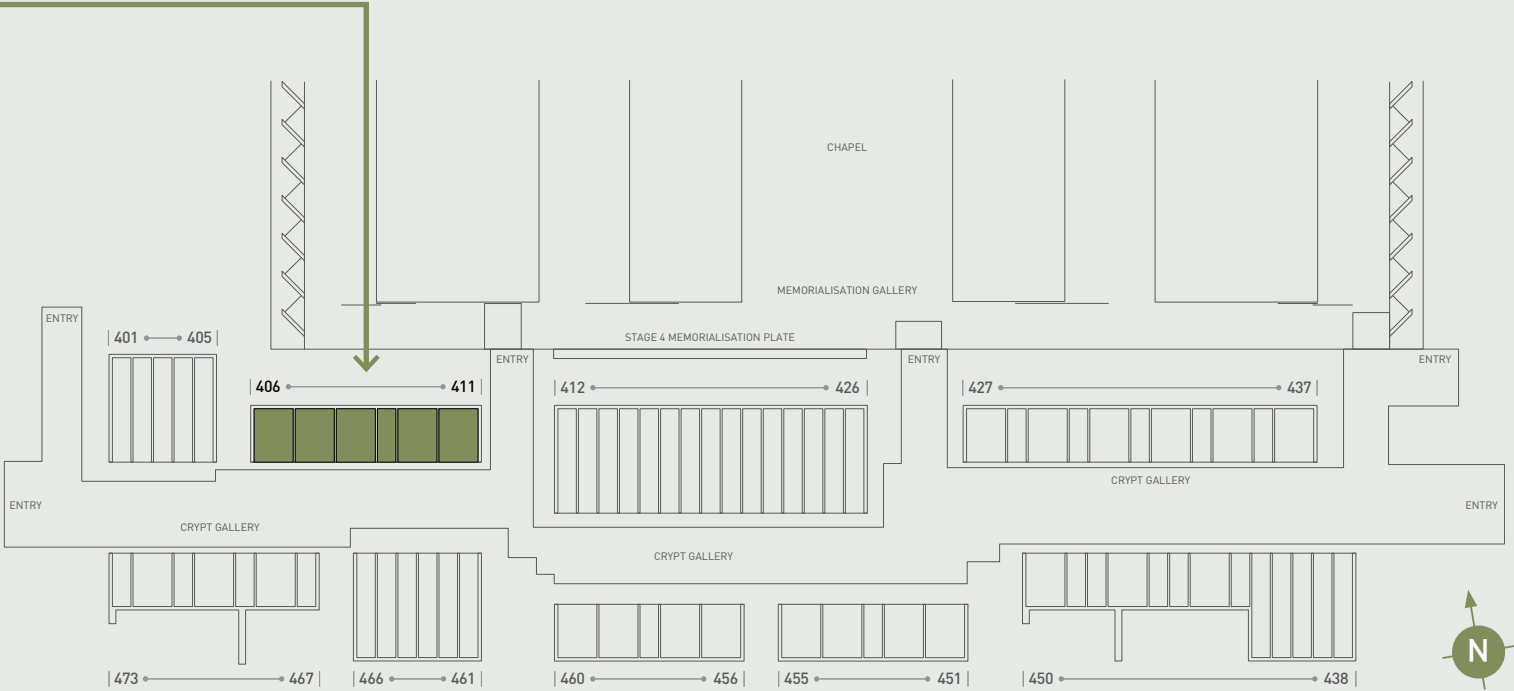 CHAPEL
MEMORIALISATION GALLERY
ENTRY
401 405
STAGE 4 MEMORIALISATION PLATE
ENTRY
ENTRY
ENTRY
406 411
412 426
427 437
CRYPT GALLERY
ENTRY
ENTRY
CRYPT GALLERY
CRYPT GALLERY
N
473 467
466 461
460 456
455 451
450 438